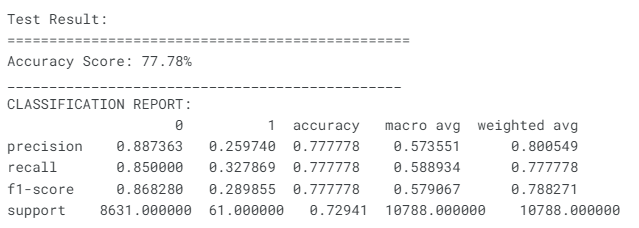 Test Result:
================================================
Accuracy Score: 77.78%
_______________________________________________
CLASSIFICATION REPORT:
0 1 accuracy macro avg weighted avg
precision 0.887363 0.259740 0.777778 0.573551 0.800549
recall 0.850000 0.327869 0.777778 0.588934 0.777778
f1-score 0.868280 0.289855 0.777778 0.579067 0.788271
support 8631.000000 61.000000 0.72941 10788.000000 10788.000000